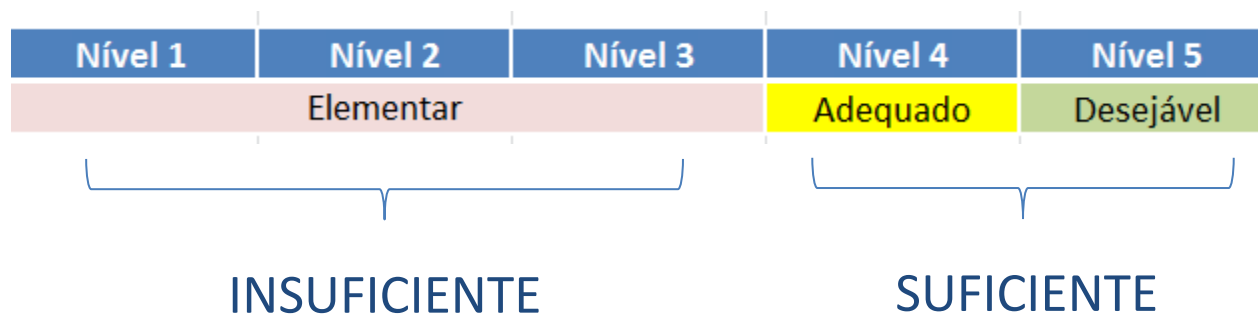 Nível 1 Nível 2 Nível 3 Nível 4 Nível 5
Elementar Adequado Desejável
INSUFICIENTE SUFICIENTE